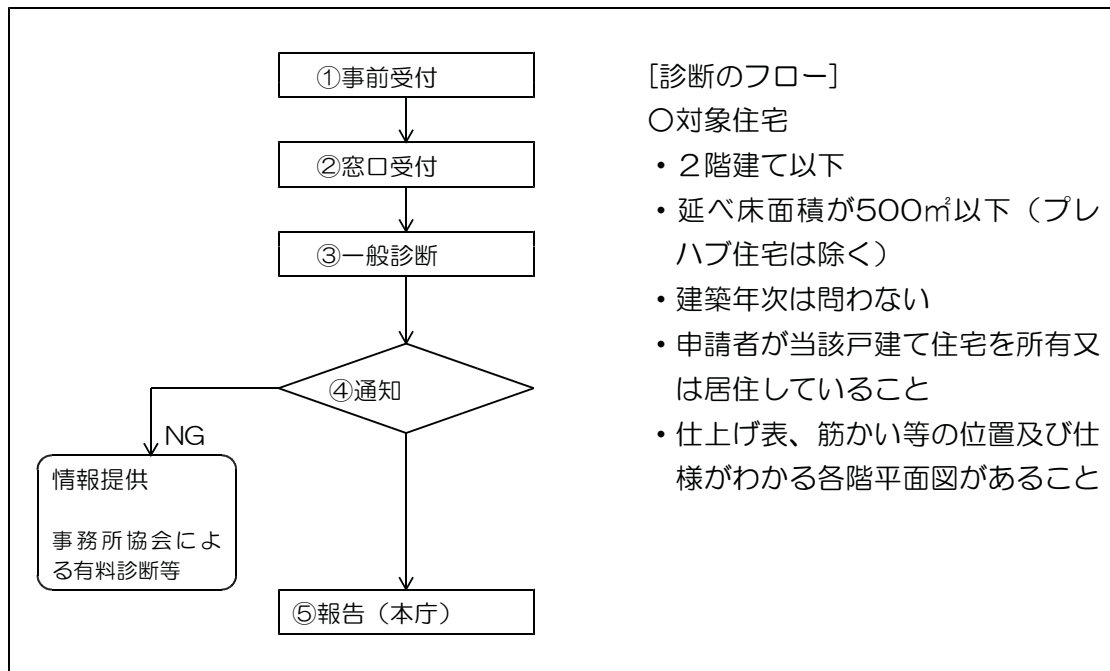 ①事前受付
②窓口受付
③一般診断
④通知
NG
情報提供
事務所協会によ
る有料診断等
⑤報告（本庁）
[診断のフロー]
○対象住宅
・２階建て以下
・延べ床面積が500㎡以下（プレ
ハブ住宅は除く）
・建築年次は問わない
・申請者が当該戸建て住宅を所有又
は居住していること
・仕上げ表、筋かい等の位置及び仕
様がわかる各階平面図があること